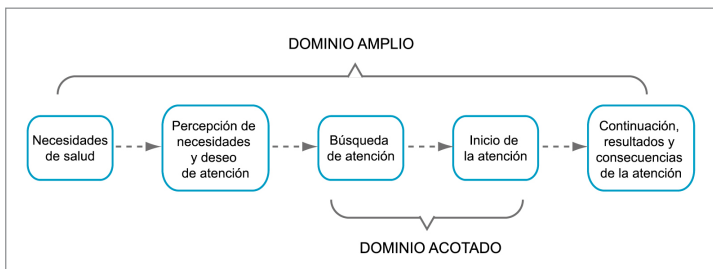 DOMINIO AMPLIO
Necesidades
de salud
Percepción de
necesidades
y deseo
de atención
Búsqueda
de atención
Inicio de
la atención
Continuación,
resultados y
consecuencias
de la atención
DOMINIO ACOTADO